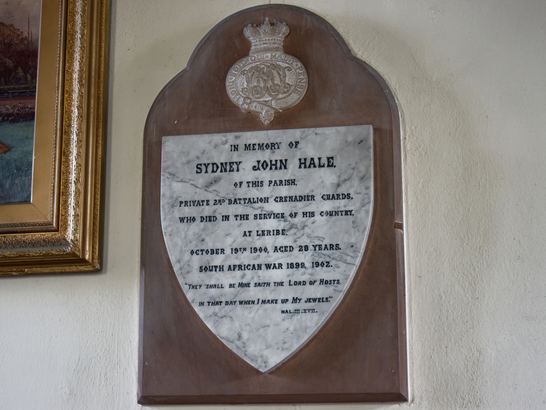 IN MEMORY OF
SYDNEY JOHN HALE,
OF THIS PARISH.
PRIVATE 2ND BATTALION GRENADIER GUARDS,
WHO DIED IN THE SERVICE OF HIS COUNTRY,
AT LERIBE,
OCTOBER 19TH 1900, AGED 28 YEARS.
SOUTH AFRICAN WAR 1899, 1902.
"THEY SHALL BE MINE SAITH THE LORD OF HOSTS
IN THAT DAY WHEN I MAKE UP MY JEWELS."
MAL. III. XVII.